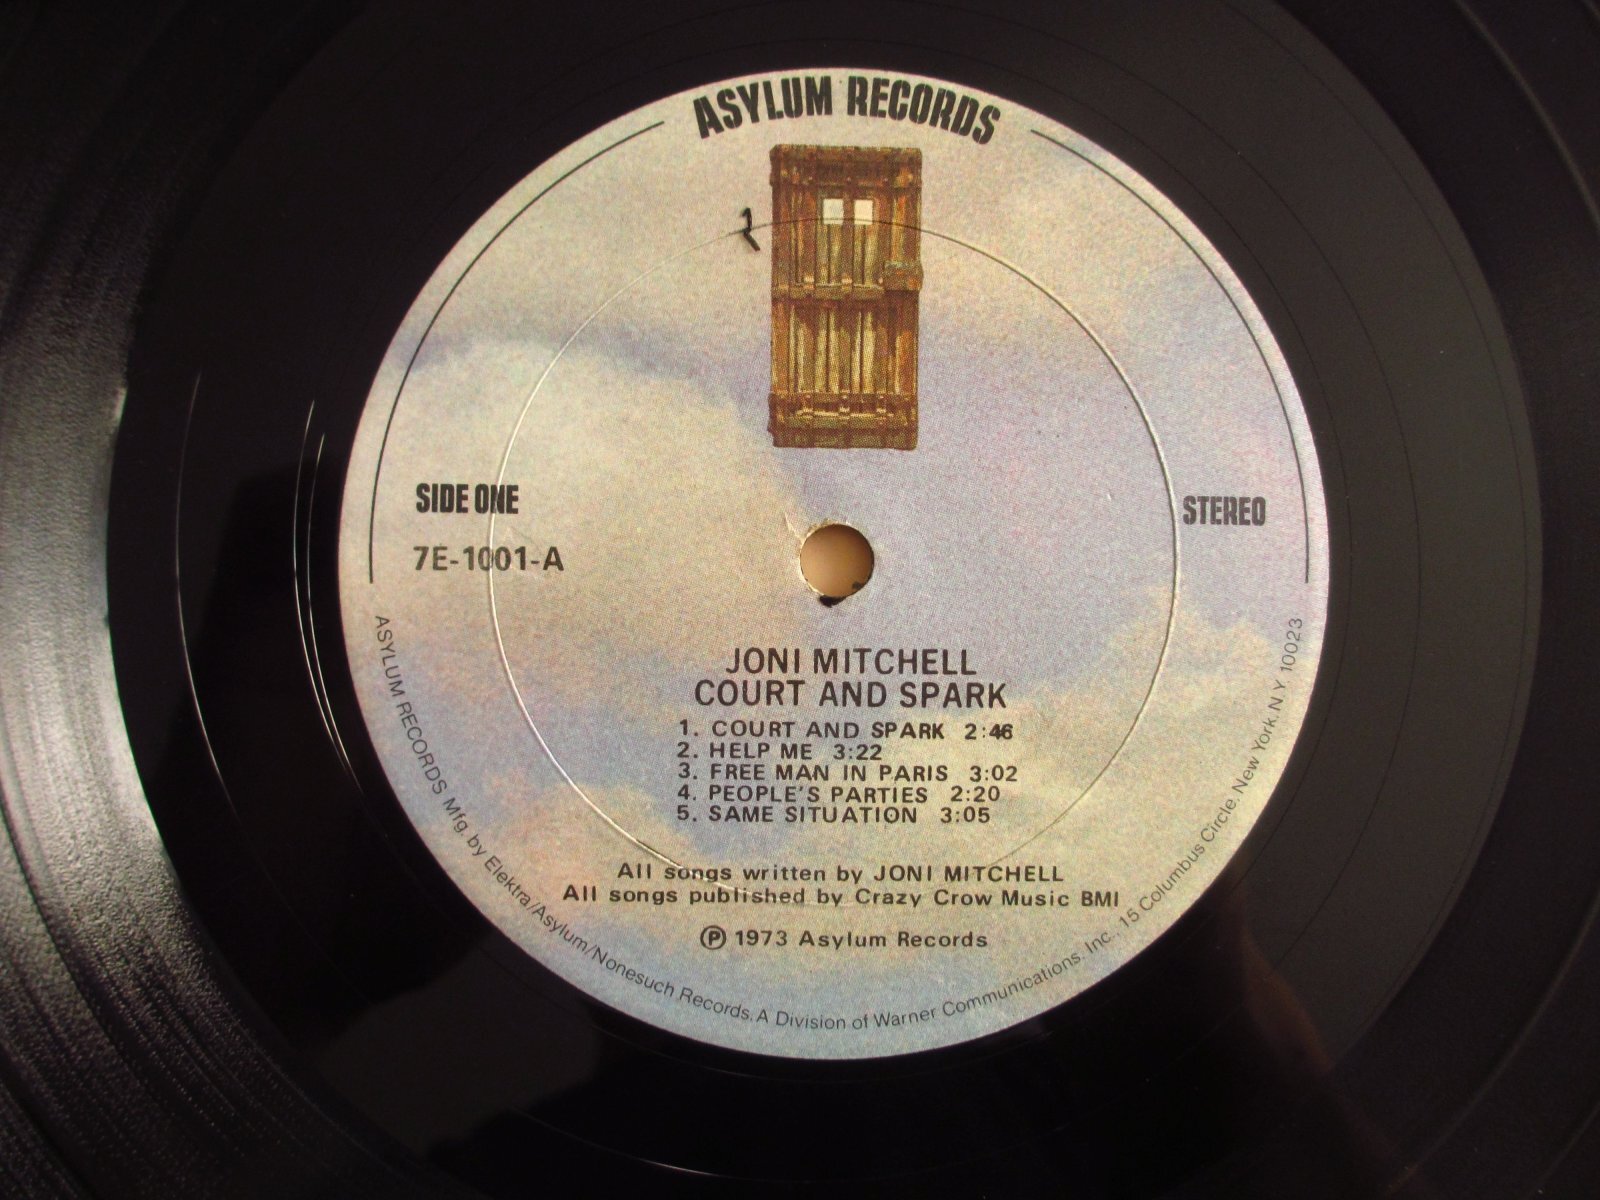 ASYLUM RECORDS
SIDE ONE
STEREO
7E-1001-A
JONI MITCHELL
COURT AND SPARK
1. COURT AND SPARK 2:46
2. HELP ME 3:22
3. FREE MAN IN PARIS 3:02
4. PEOPLE'S PARTIES 2:20
5. SAME SITUATION 3:05
All songs written by JONI MITCHELL
All songs published by Crazy Crow Music BMI
Ⓟ 1973 Asylum Records
ASYLUM RECORDS Mfg. by Elektra/Asylum/Nonesuch Records. A Division of Warner Communications. Inc., 15 Columbus Circle. New York. N.Y 10023